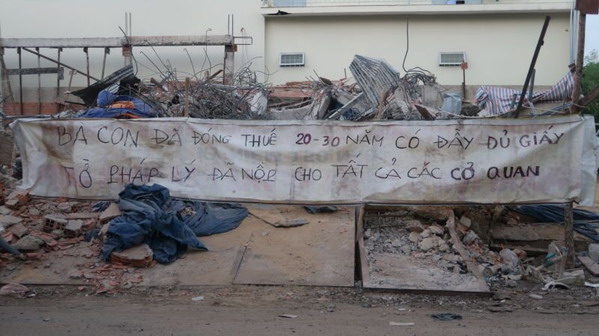 BA CON ĐÃ ĐÓNG THUẾ 20-30 NĂM CÓ ĐẦY ĐỦ GIẤY
TỜ PHÁP LÝ ĐÃ NỘP CHO TẤT CẢ CÁC CƠ QUAN